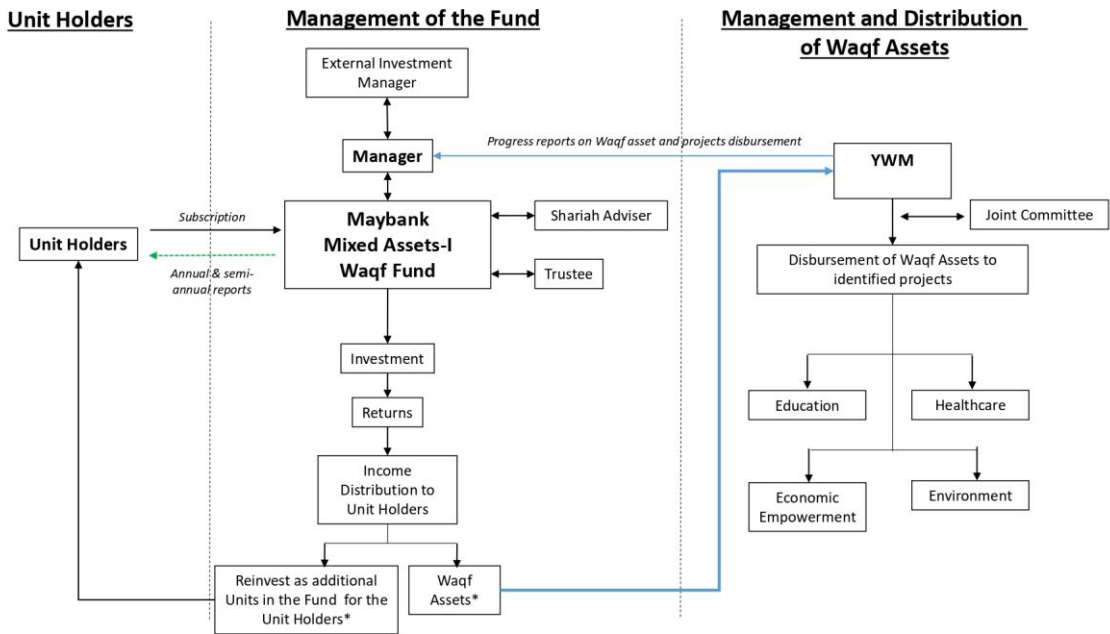 Unit Holders
Management of the Fund
Management and Distribution
of Waqf Assets
External Investment
Manager
Progress reports on Waqf asset and projects disbursement
Manager
YWM
Subscription
Maybank
Mixed Assets-I
Waqf Fund
Shariah Adviser
Joint Committee
Unit Holders
Annual & semi-
annual reports
Trustee
Disbursement of Waqf Assets to
identified projects
Investment
Returns
Education
Healthcare
Income
Distribution to
Unit Holders
Economic
Empowerment
Environment
Reinvest as additional
Units in the Fund for the
Unit Holders*
Waqf
Assets*